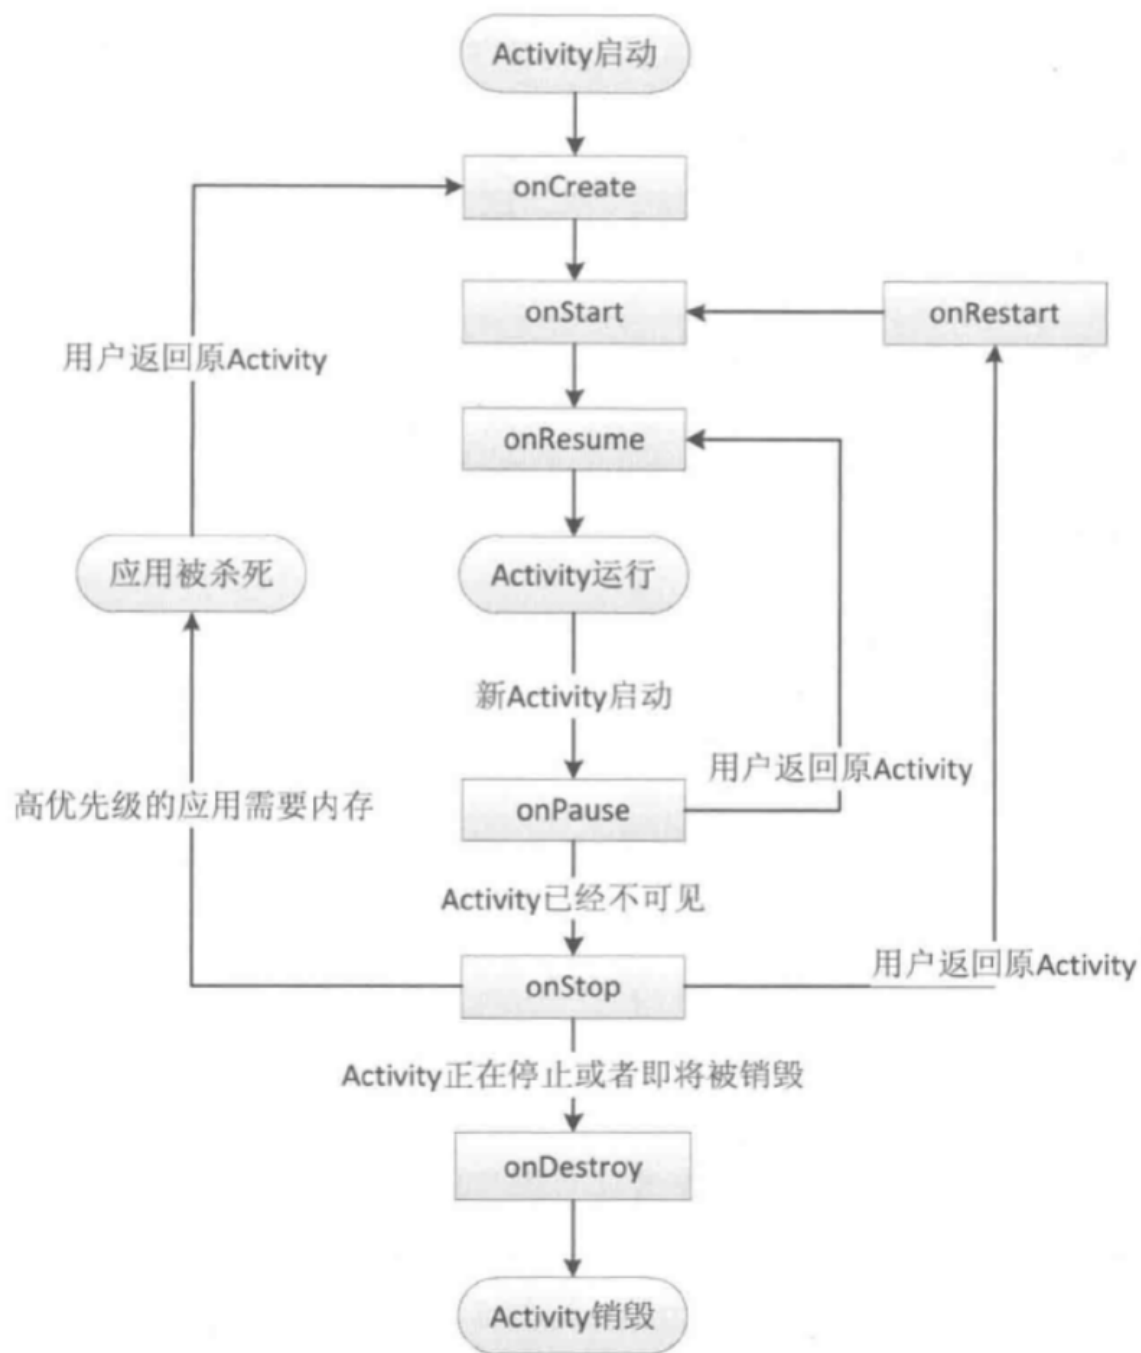 Activity启动
onCreate
onStart
onRestart
用户返回原Activity
onResume
应用被杀死
Activity运行
新Activity启动
用户返回原Activity
高优先级的应用需要内存
onPause
Activity已经不可见
用户返回原Activity
onStop
Activity正在停止或者即将被销毁
onDestroy
Activity销毁